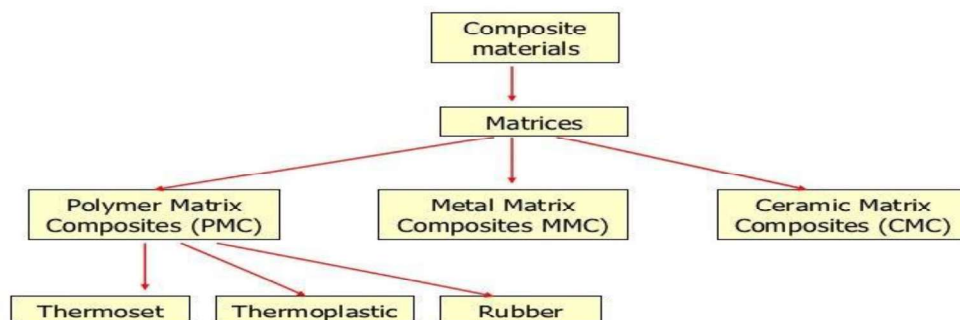 Composite
materials
Matrices
Polymer Matrix
Composites (PMC)
Metal Matrix
Composites MMC)
Ceramic Matrix
Composites (CMC)
Thermoset
Thermoplastic
Rubber